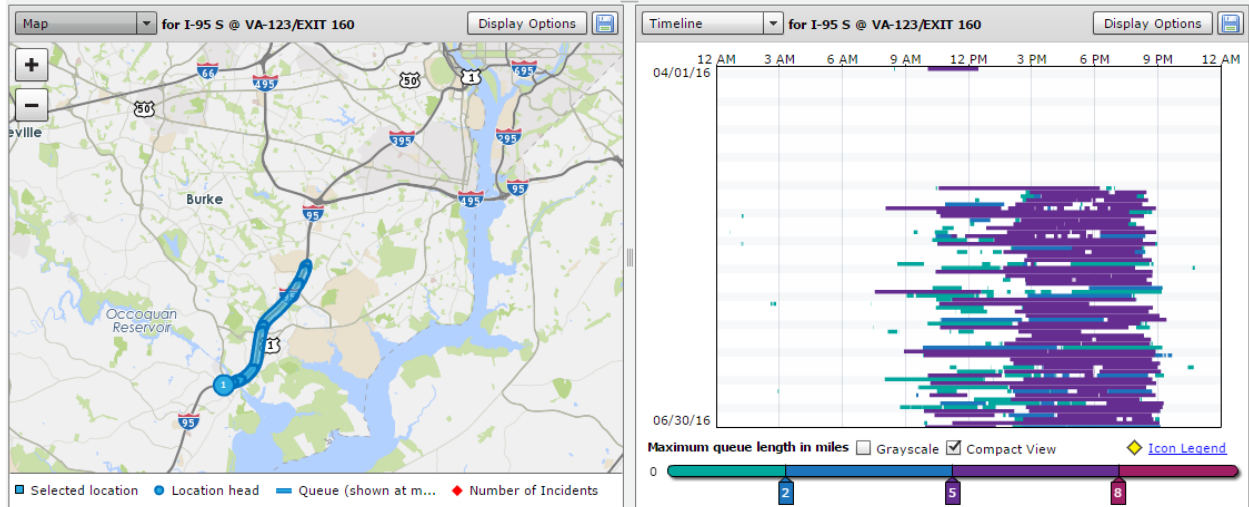 Map
for I-95 S @ VA-123/EXIT 160
Display Options
+
−
66
495
50
50
1
695
eville
395
295
Burke
95
495
95
Occoquan
Reservoir
1
1
95
Selected location
Location head
Queue (shown at m...
Number of Incidents
Timeline
for I-95 S @ VA-123/EXIT 160
Display Options
12 AM 3 AM 6 AM 9 AM 12 PM 3 PM 6 PM 9 PM 12 AM
04/01/16
06/30/16
Maximum queue length in miles Grayscale Compact View Icon Legend
0
2 5 8